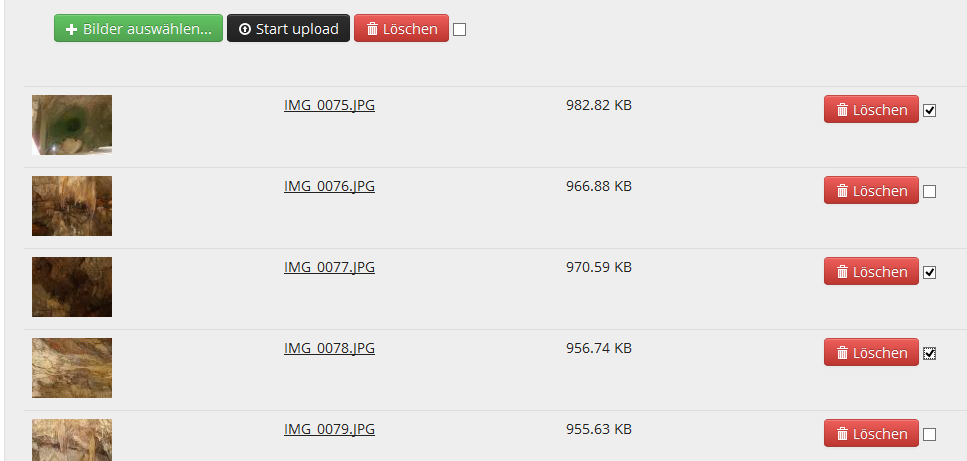 Bilder auswählen... Start upload Löschen
IMG_0075.JPG 982.82 KB Löschen
IMG_0076.JPG 966.88 KB Löschen
IMG_0077.JPG 970.59 KB Löschen
IMG_0078.JPG 956.74 KB Löschen
IMG_0079.JPG 955.63 KB Löschen